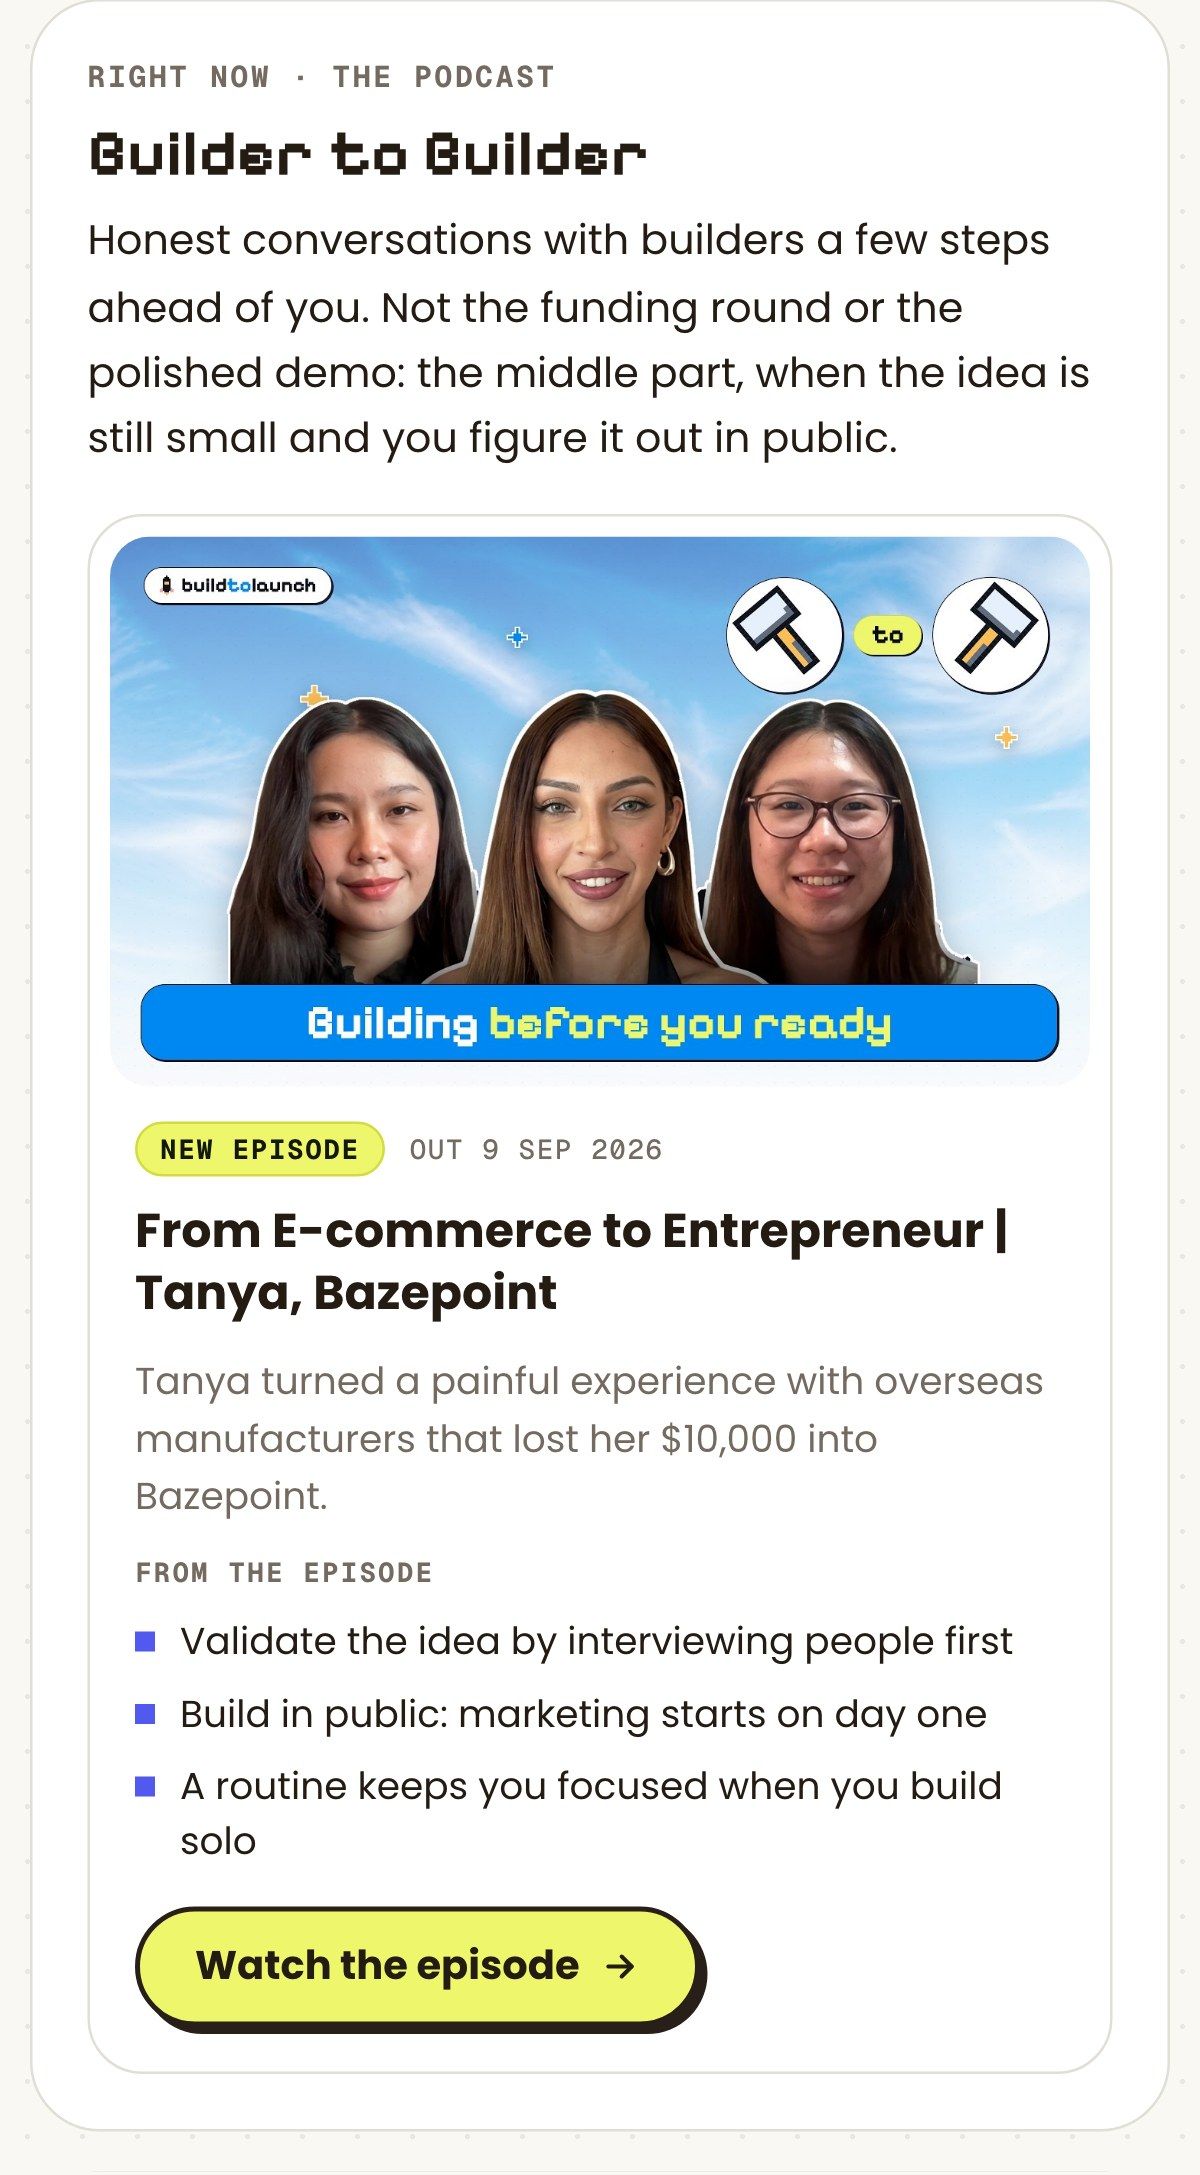 RIGHT NOW · THE PODCAST
Builder to Builder
Honest conversations with builders a few steps
ahead of you. Not the funding round or the
polished demo: the middle part, when the idea is
still small and you figure it out in public.
buildtolaunch
to
Building before you ready
NEW EPISODE OUT 9 SEP 2026
From E-commerce to Entrepreneur |
Tanya, Bazepoint
Tanya turned a painful experience with overseas
manufacturers that lost her $10,000 into
Bazepoint.
FROM THE EPISODE
Validate the idea by interviewing people first
Build in public: marketing starts on day one
A routine keeps you focused when you build
solo
Watch the episode →